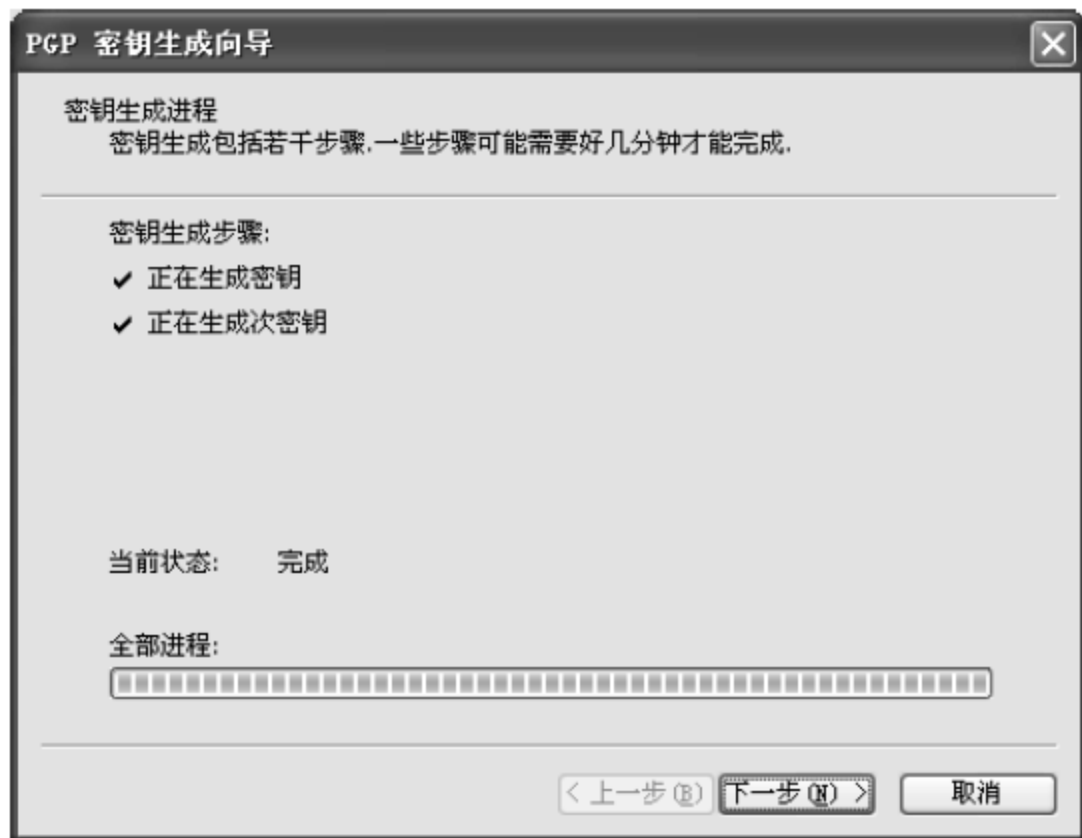 PGP 密钥生成向导
密钥生成进程
密钥生成包括若干步骤.一些步骤可能需要好几分钟才能完成.
密钥生成步骤:
正在生成密钥
正在生成次密钥
当前状态: 完成
全部进程:
< 上一步(B) 下一步(N) > 取消